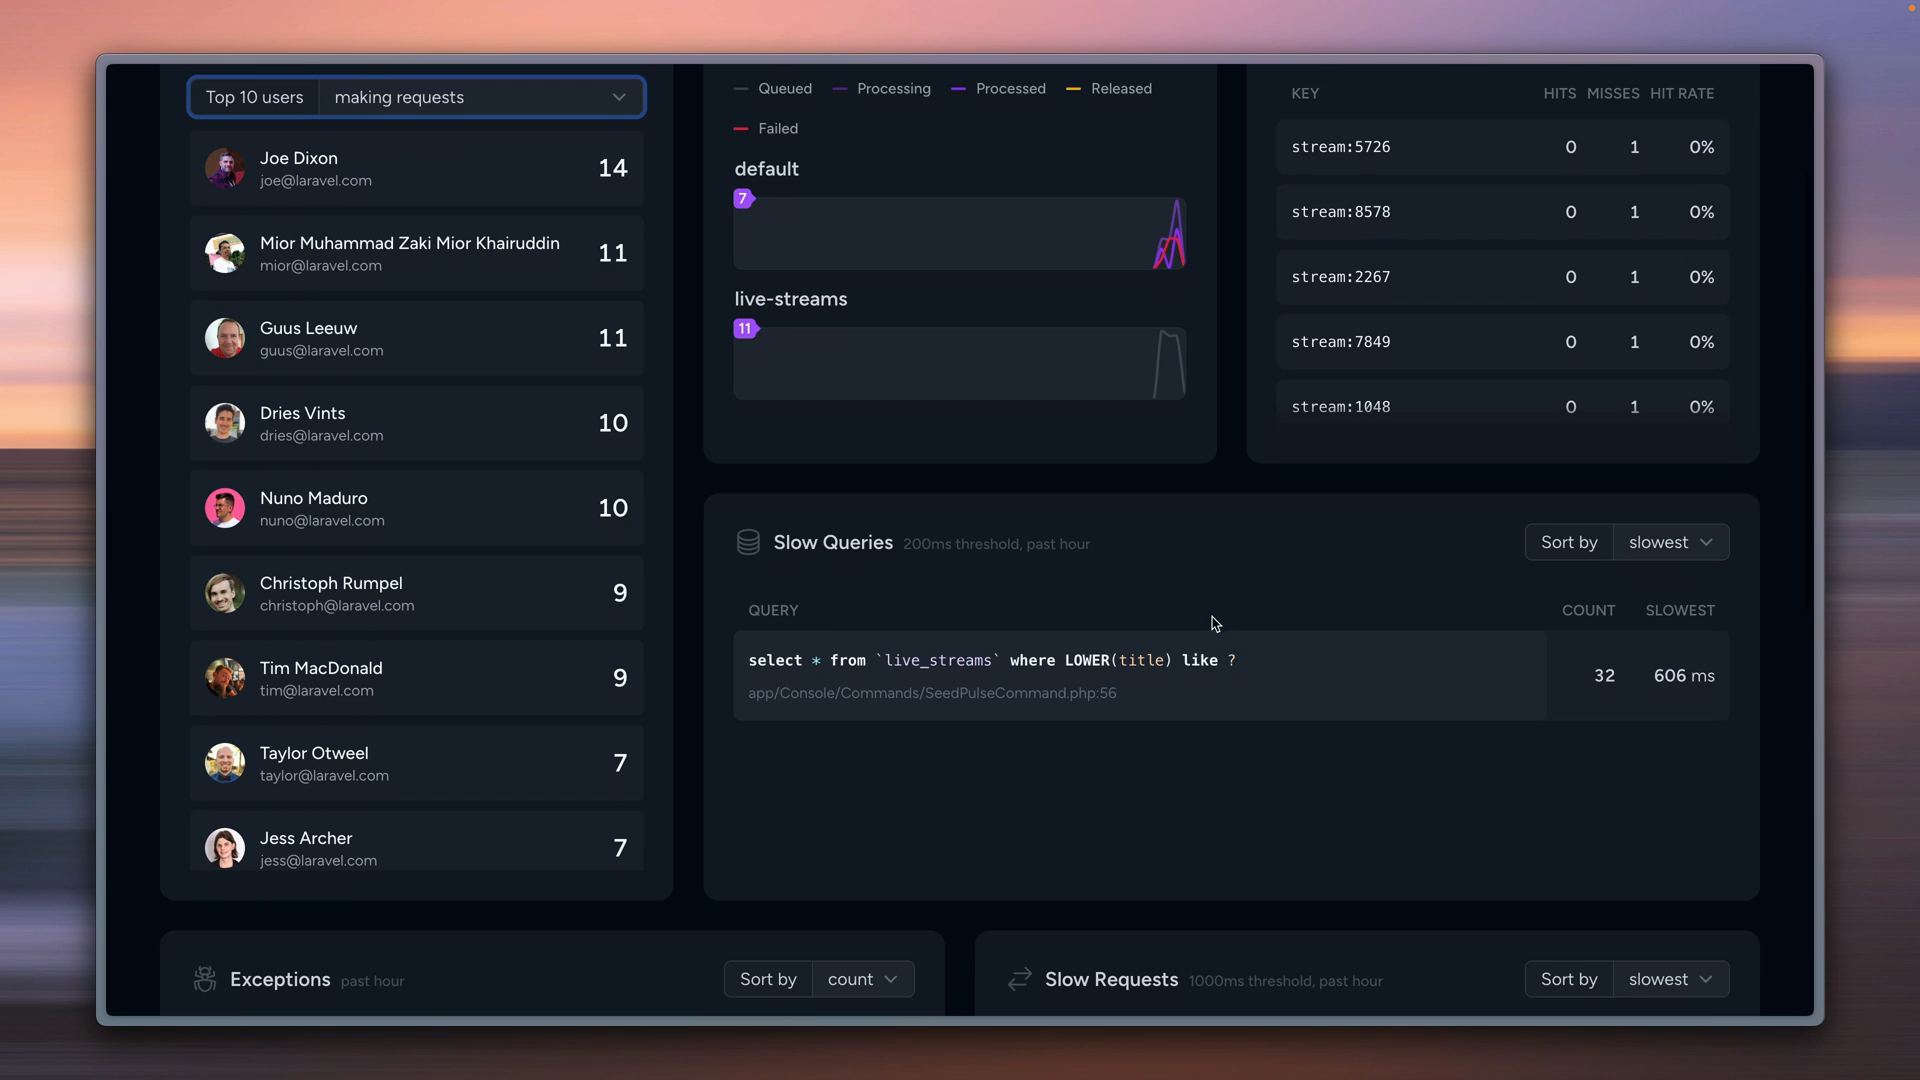 Top 10 users making requests
Joe Dixon
joe@laravel.com
14
Mior Muhammad Zaki Mior Khairuddin
mior@laravel.com
11
Guus Leeuw
guus@laravel.com
11
Dries Vints
dries@laravel.com
10
Nuno Maduro
nuno@laravel.com
10
Christoph Rumpel
christoph@laravel.com
9
Tim MacDonald
tim@laravel.com
9
Taylor Otweel
taylor@laravel.com
7
Jess Archer
jess@laravel.com
7
Queued Processing Processed Released
Failed
default
7
live-streams
11
KEY HITS MISSES HIT RATE
stream:5726 0 1 0%
stream:8578 0 1 0%
stream:2267 0 1 0%
stream:7849 0 1 0%
stream:1048 0 1 0%
Slow Queries 200ms threshold, past hour
Sort by slowest
QUERY COUNT SLOWEST
select * from `live_streams` where LOWER(title) like ?
app/Console/Commands/SeedPulseCommand.php:56
32 606 ms
Exceptions past hour
Sort by count
Slow Requests 1000ms threshold, past hour
Sort by slowest